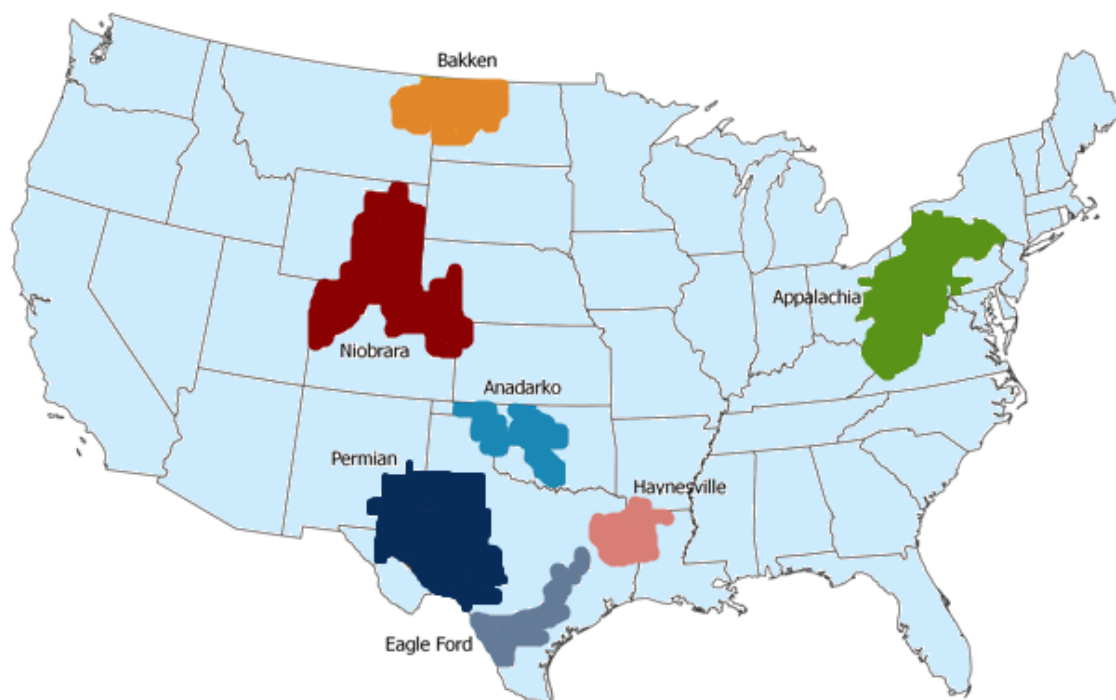 Bakken
Appalachia
Niobrara
Anadarko
Permian
Haynesville
Eagle Ford